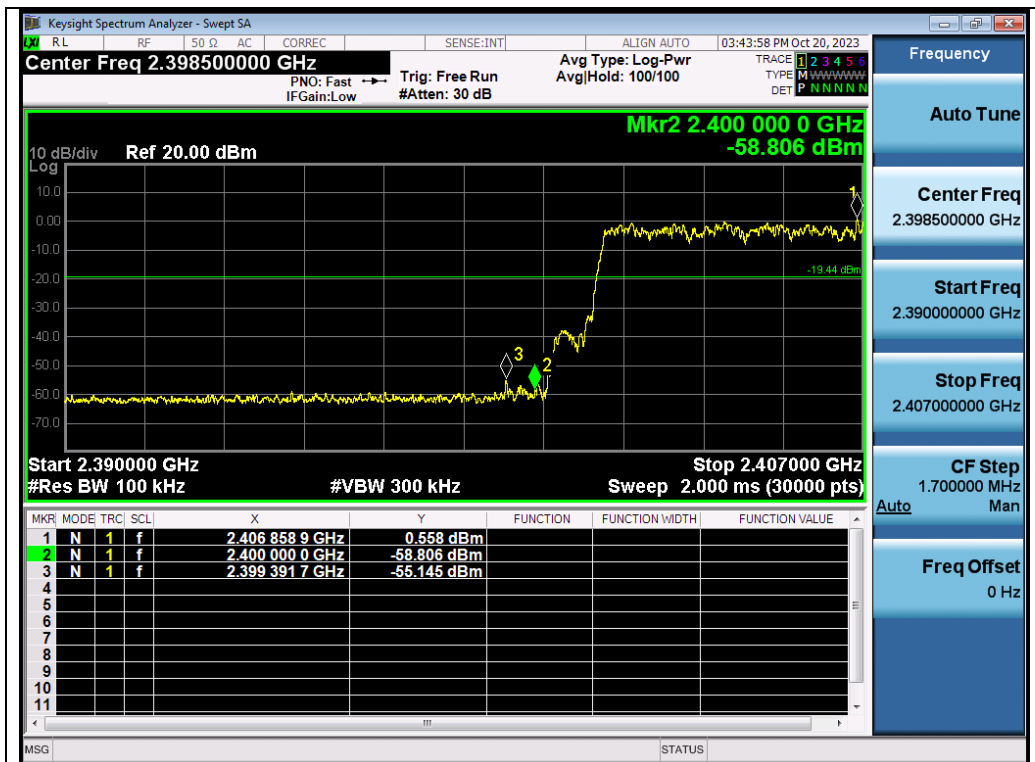 Keysight Spectrum Analyzer - Swept SA
LXI RL RF 50 Ω AC CORREC SENSE:INT ALIGN AUTO 03:43:58 PM Oct 20, 2023
Center Freq 2.398500000 GHz
PNO: Fast
IFGain:Low
Trig: Free Run
#Atten: 30 dB
Avg Type: Log-Pwr
Avg|Hold: 100/100
TRACE 1 2 3 4 5 6
TYPE M WWWWW
DET P N N N N N
Mkr2 2.400 000 0 GHz
-58.806 dBm
10 dB/div Ref 20.00 dBm
Log
10.0
0.00
-10.0
-20.0
-30.0
-40.0
-50.0
-60.0
-70.0
1
-19.44 dBm
3
2
Start 2.390000 GHz Stop 2.407000 GHz
#Res BW 100 kHz #VBW 300 kHz Sweep 2.000 ms (30000 pts)
MKR MODE TRC SCL X Y FUNCTION FUNCTION WIDTH FUNCTION VALUE
1 N 1 f 2.406 858 9 GHz 0.558 dBm
2 N 1 f 2.400 000 0 GHz -58.806 dBm
3 N 1 f 2.399 391 7 GHz -55.145 dBm
4
5
6
7
8
9
10
11
MSG STATUS
Frequency
Auto Tune
Center Freq
2.398500000 GHz
Start Freq
2.390000000 GHz
Stop Freq
2.407000000 GHz
CF Step
1.700000 MHz
Auto Man
Freq Offset
0 Hz